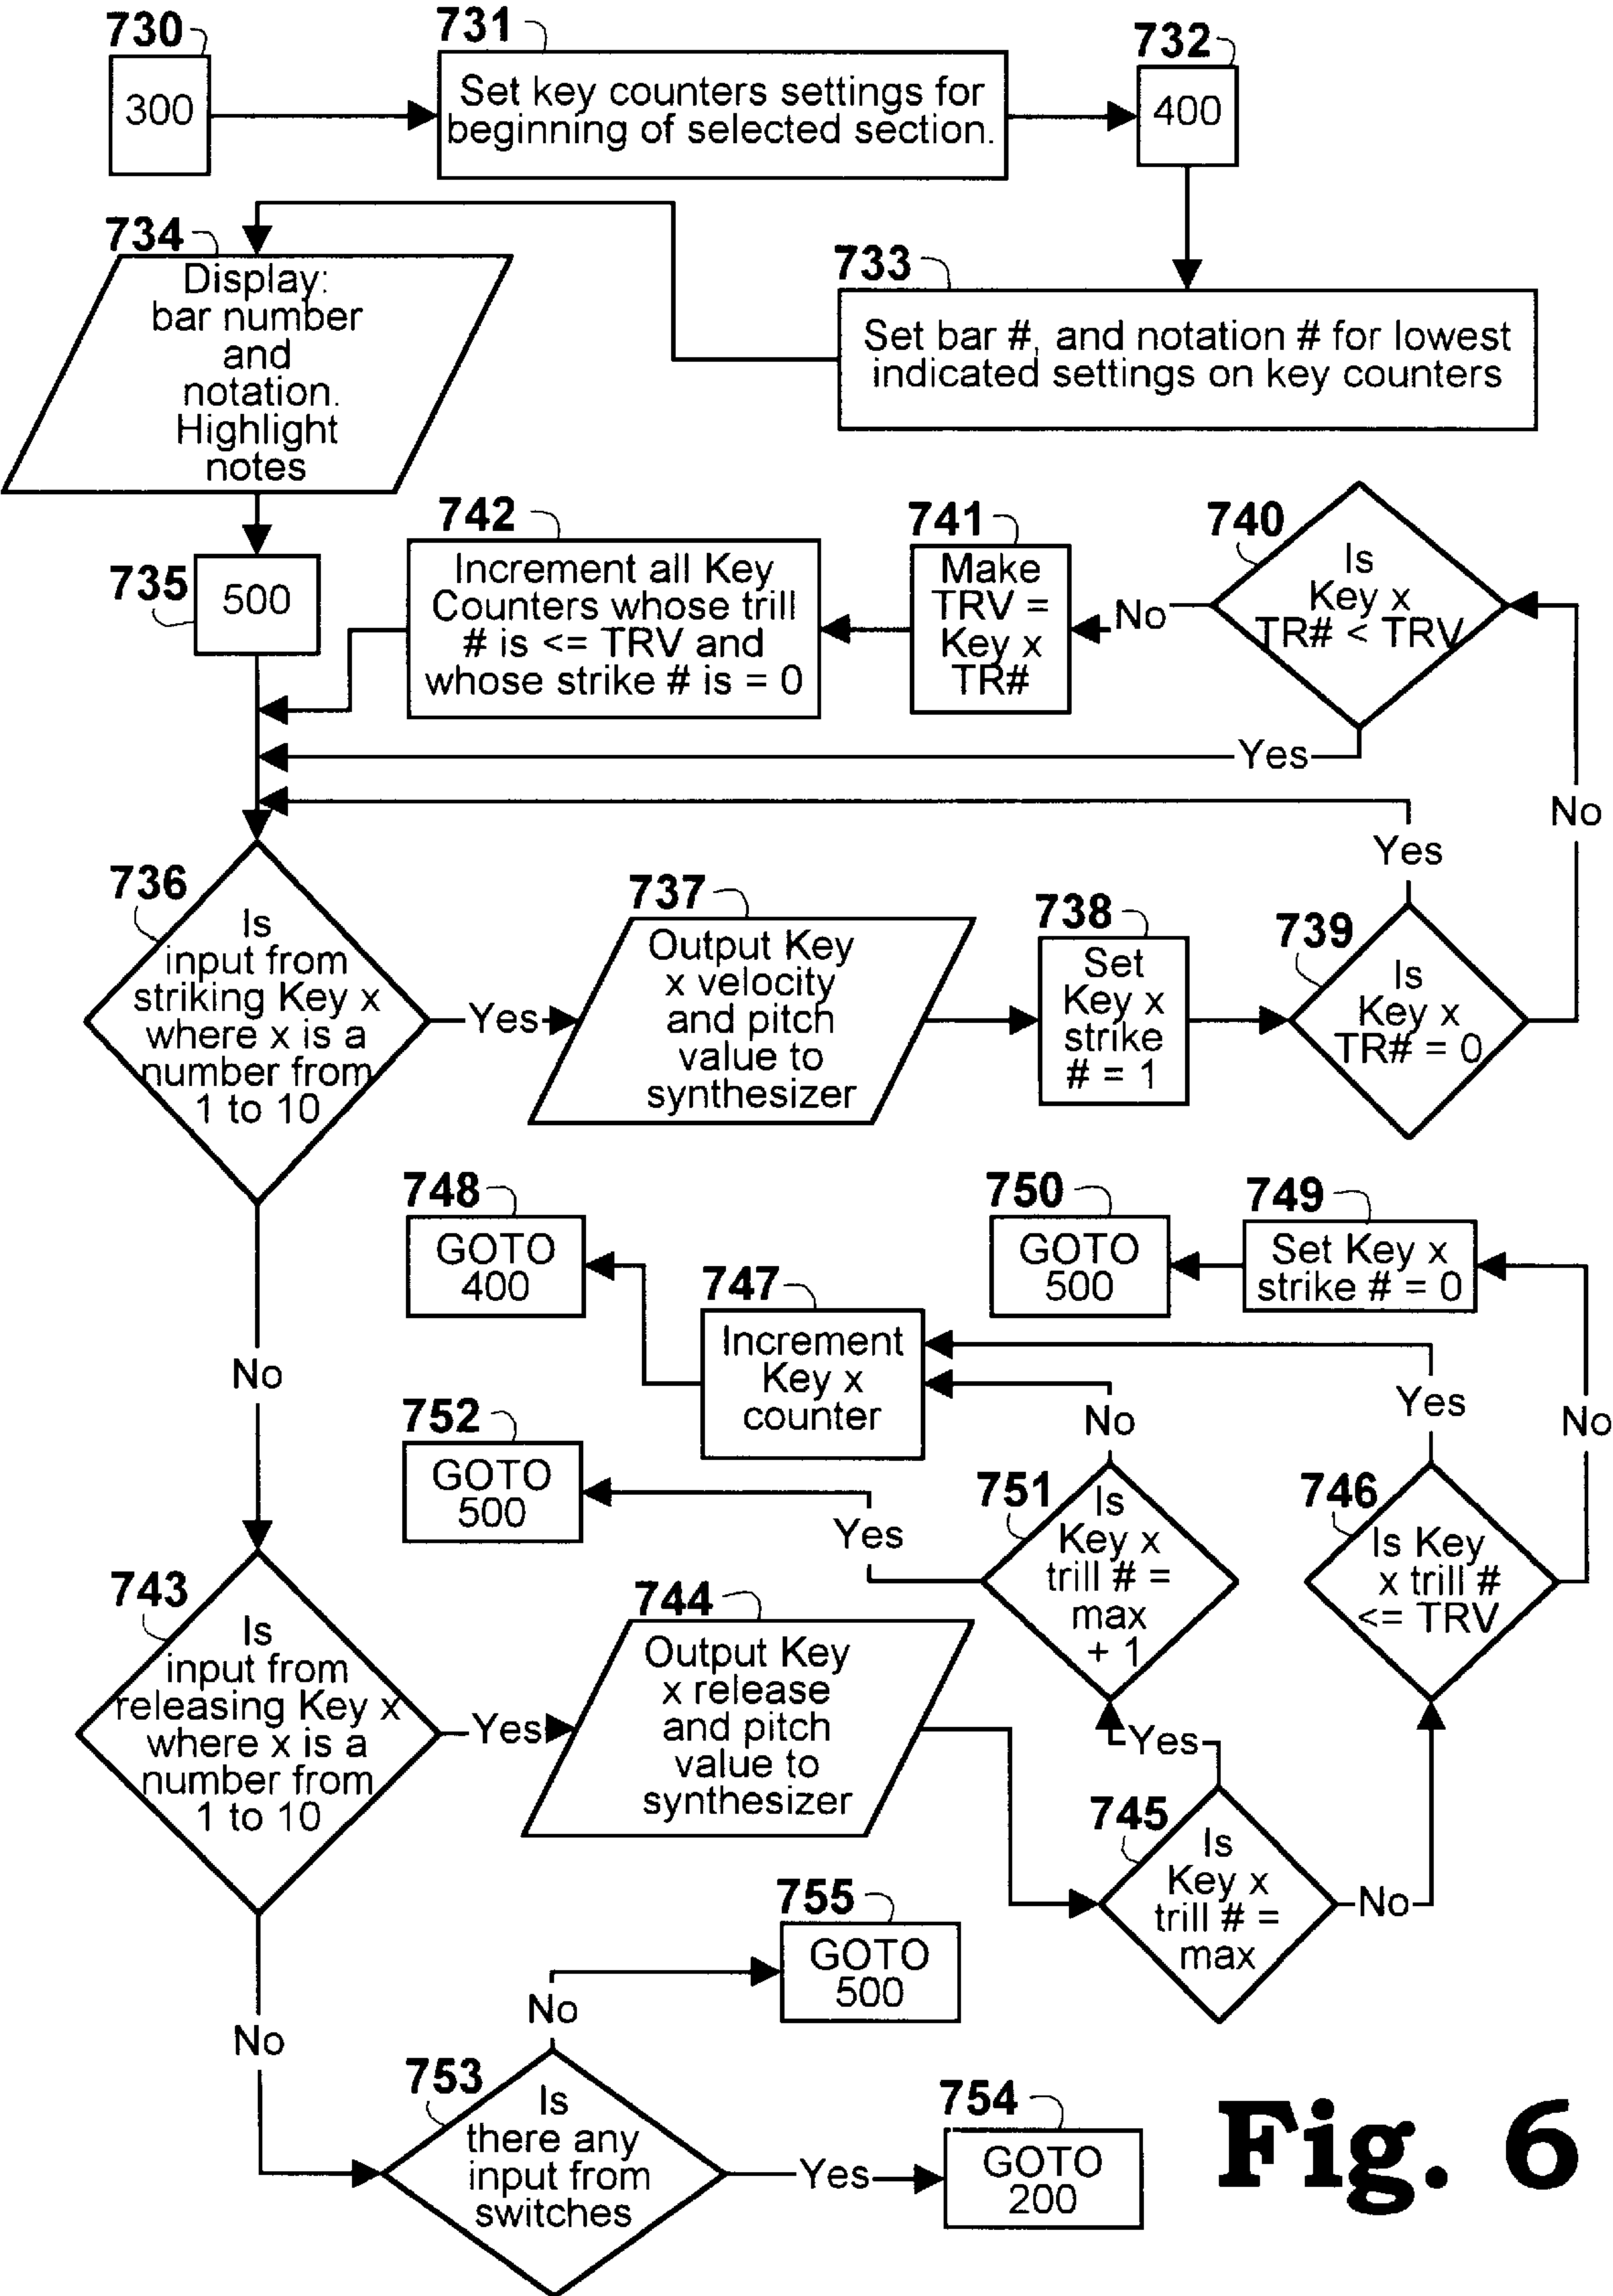 730
300
731
Set key counters settings for
beginning of selected section.
732
400
733
Set bar #, and notation # for lowest
indicated settings on key counters
734
Display:
bar number
and
notation.
Highlight
notes
735
500
742
Increment all Key
Counters whose trill
# is <= TRV and
whose strike # is = 0
741
Make
TRV =
Key x
TR#
No
740
Is
Key x
TR# < TRV
Yes
No
Yes
736
Is
input from
striking Key x
where x is a
number from
1 to 10
Yes
737
Output Key
x velocity
and pitch
value to
synthesizer
738
Set
Key x
strike
# = 1
739
Is
Key x
TR# = 0
No
748
GOTO
400
747
Increment
Key x
counter
750
GOTO
500
749
Set Key x
strike # = 0
752
GOTO
500
Yes
No
751
Is
Key x
trill # =
max
+ 1
Yes
No
746
Is Key
x trill #
<= TRV
743
Is
input from
releasing Key x
where x is a
number from
1 to 10
Yes
744
Output Key
x release
and pitch
value to
synthesizer
Yes
745
Is
Key x
trill # =
max
No
No
753
Is
there any
input from
switches
No
755
GOTO
500
Yes
754
GOTO
200
Fig. 6